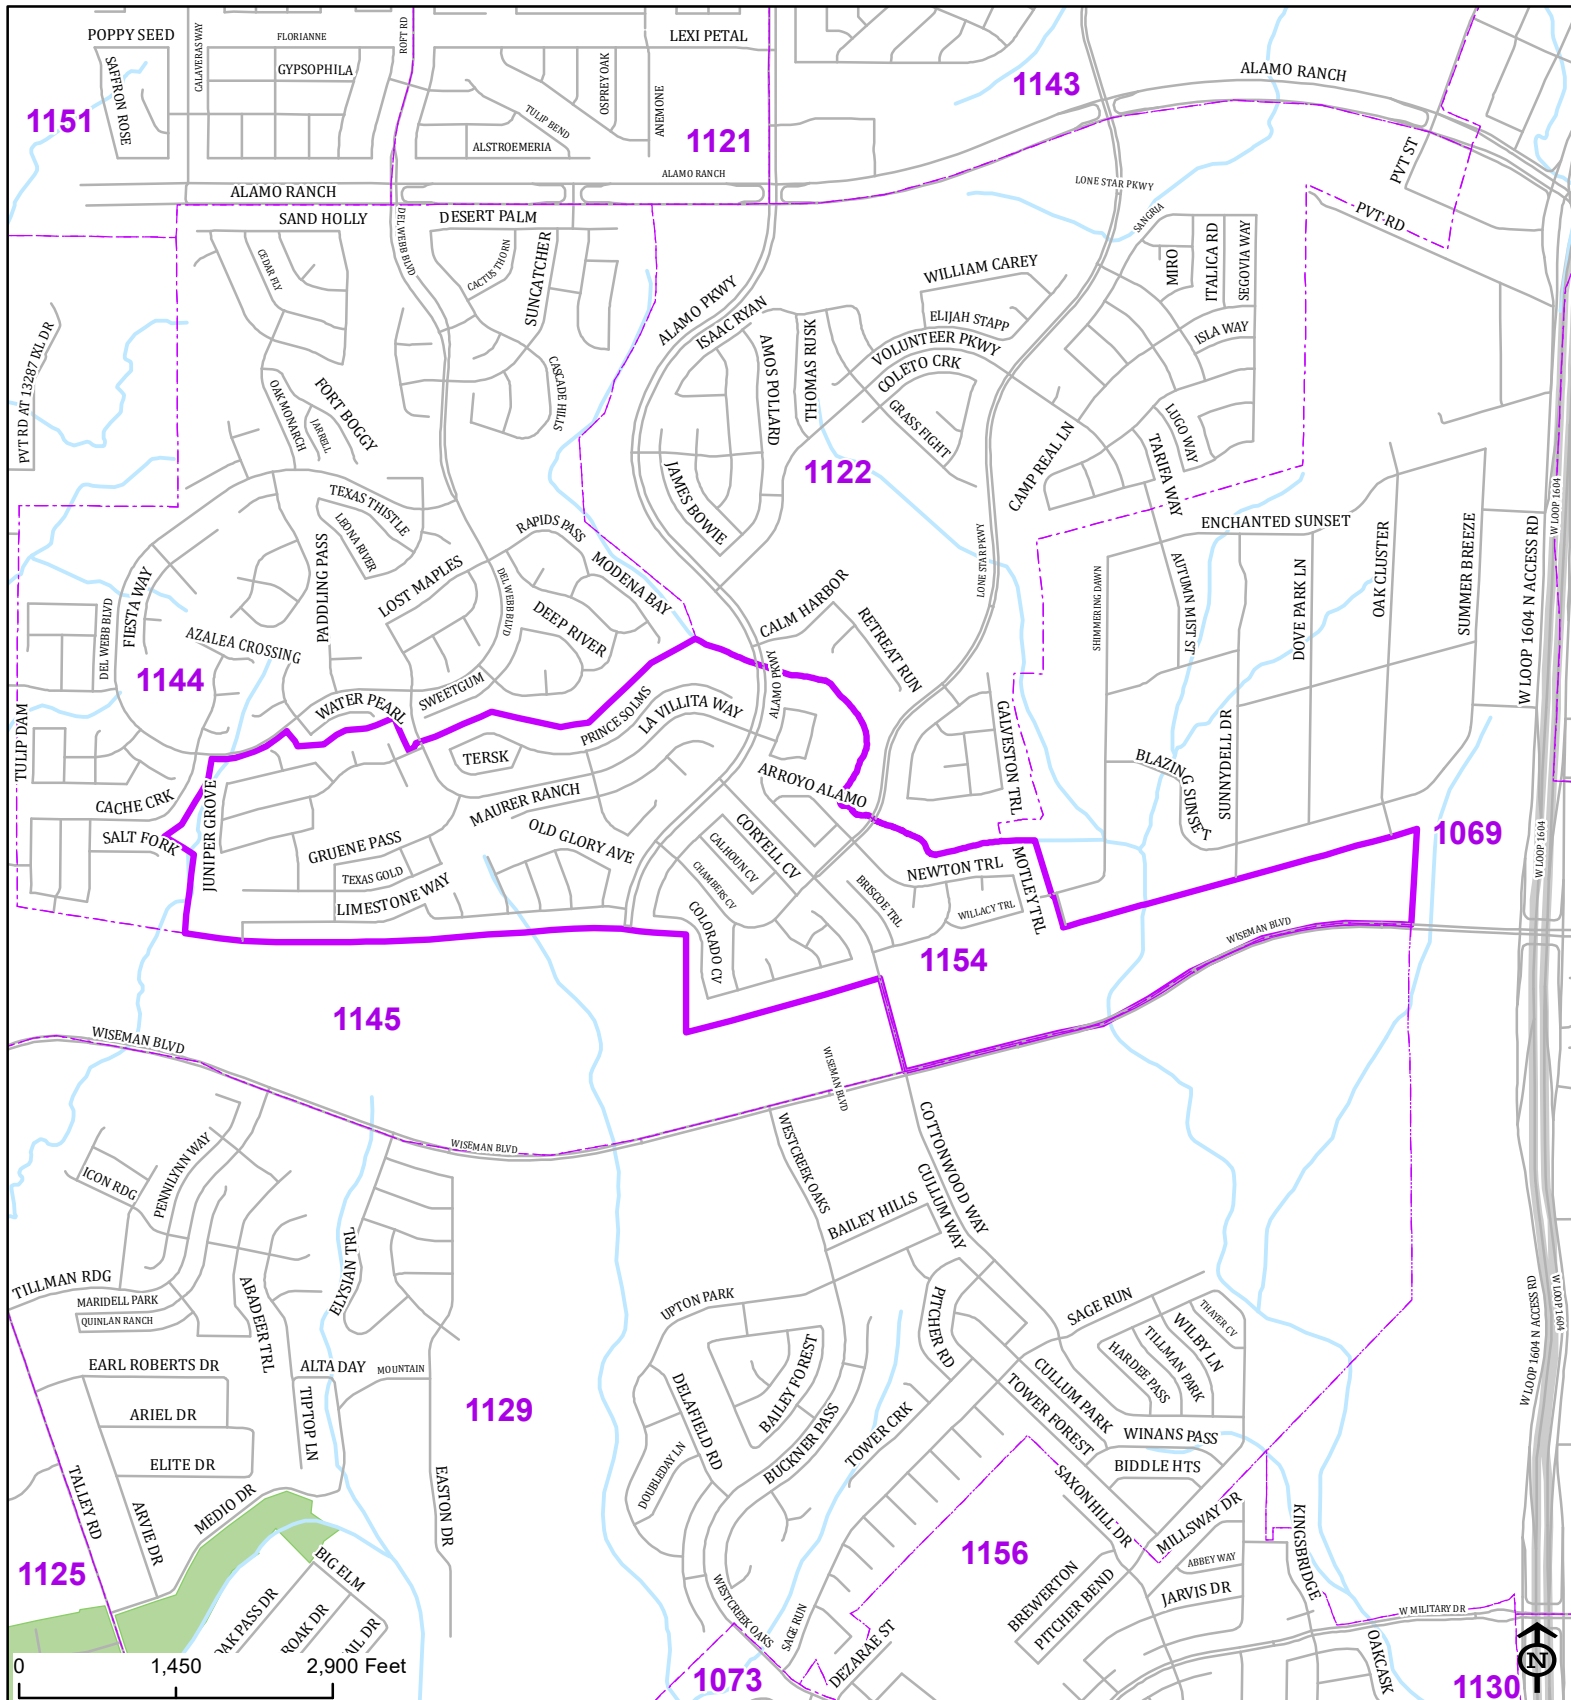 POPPY SEED
CALAVERAS WAY
FLORIANNE
ROFT RD
LEXI PETAL
SAFFRON ROSE
GYPSOPHILA
OSPREY OAK
ANEMONE
TULIP BEND
ALSTROEMERIA
1151
1121
1143
ALAMO RANCH
PVT ST
ALAMO RANCH
ALAMO RANCH
LONE STAR PKWY
SAND HOLLY
DESERT PALM
DEL WEBB BLVD
SANGRIA
PVT RD
CEDAR FLY
CACTUS THORN
SUNCATCHER
MIRO
ITALICA RD
SEGOVIA WAY
WILLIAM CAREY
ALAMO PKWY
ISAAC RYAN
ELIJAH STAPP
VOLUNTEER PKWY
ISLA WAY
PVT RD AT 13287 IXL DR
AMOS POLLARD
THOMAS RUSK
COLETO CRK
CASCADE HILLS
OAK MONARCH
FORT BOGGY
JARRELL
GRASS FIGHT
LUGO WAY
TARIFA WAY
CAMP REAL LN
1122
JAMES BOWIE
TEXAS THISTLE
LEONA RIVER
PADDLING PASS
RAPIDS PASS
MODENA BAY
LOST MAPLES
DEL WEBB BLVD
DEEP RIVER
LONE STAR PKWY
ENCHANTED SUNSET
OAK CLUSTER
SUMMER BREEZE
W LOOP 1604 N ACCESS RD
W LOOP 1604
SHIMMERING DAWN
AUTUMN MIST ST
DOVE PARK LN
CALM HARBOR
RETREAT RUN
DEL WEBB BLVD
FIESTA WAY
AZALEA CROSSING
1144
WATER PEARL
SWEETGUM
ALAMO PKWY
PRINCE SOLMS
LA VILLITA WAY
TERSK
GALVESTON TRL
TULIP DAM
CACHE CRK
SALT FORK
JUNIPER GROVE
MAURER RANCH
ARROYO ALAMO
BLAZING SUNSET
SUNNYDELL DR
1069
GRUENE PASS
OLD GLORY AVE
CORYELL CV
CALHOUN CV
CHAMBERS CV
TEXAS GOLD
LIMESTONE WAY
NEWTON TRL
MOTLEY TRL
BRISCOE TRL
WILLACY TRL
COLORADO CV
W LOOP 1604
WISEMAN BLVD
1154
1145
WISEMAN BLVD
WISEMAN BLVD
WISEMAN BLVD
COTTONWOOD WAY
WESTCREEK OAKS
CULLUM WAY
BAILEY HILLS
PENNILYNN WAY
ICON RDG
TILLMAN RDG
MARIDELL PARK
QUINLAN RANCH
ABADEER TRL
ELYSIAN TRL
UPTON PARK
PITCHER RD
SAGE RUN
THAYER CV
WILBY LN
TILLMAN PARK
HARDEE PASS
W LOOP 1604 N ACCESS RD
W LOOP 1604
EARL ROBERTS DR
ALTA DAY
MOUNTAIN
ARIEL DR
TIPTOP LN
ELITE DR
1129
DELAFIELD RD
BAILEY FOREST
BUCKNER PASS
TOWER CRK
DOUBLEDAY LN
CULLUM PARK
TOWER FOREST
WINANS PASS
BIDDLE HTS
SAXONHILL DR
MILLSWAY DR
TALLEY RD
ARVIE DR
MEDIO DR
EASTON DR
1125
BIG ELM
OAK PASS DR
ROAK DR
AIL DR
1156
ABBEY WAY
KINGSBRIDGE
BREWERTON
PITCHER BEND
JARVIS DR
W MILITARY DR
OAKCASK
WESTCREEK OAKS
SAGE RUN
DEZARAE ST
1073
1130
N
0 1,450 2,900 Feet